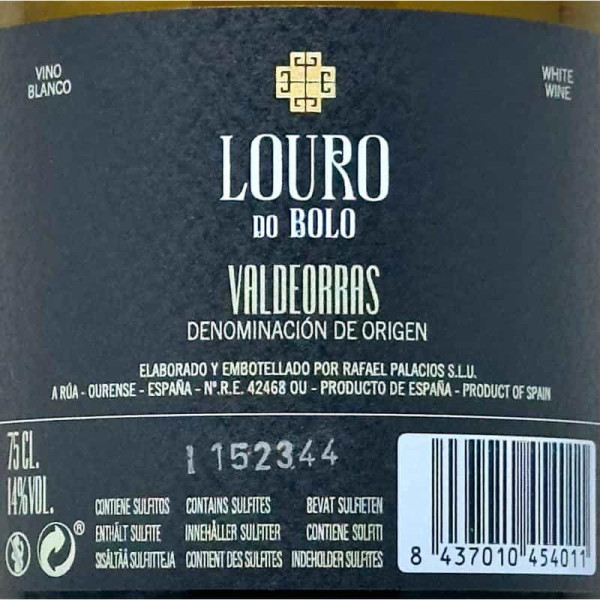 VINO
BLANCO
WHITE
WINE
LOURO
DO BOLO
VALDEORRAS
DENOMINACIÓN DE ORIGEN
ELABORADO Y EMBOTELLADO POR RAFAEL PALACIOS S.L.U.
A RÚA - OURENSE - ESPAÑA - Nº.R.E. 42468 OU - PRODUCTO DE ESPAÑA - PRODUCT OF SPAIN
75 CL.
14%VOL.
152344
CONTIENE SULFITOS CONTAINS SULFITES BEVAT SULFIETEN
ENTHÄLT SULFITE INNEHÅLLER SULFITER CONTIENE SOLFITI
SISÄLTÄÄ SULFIITTEJA CONTIENT DES SULFITES INDEHOLDER SULFITES
®
8 437010 454011